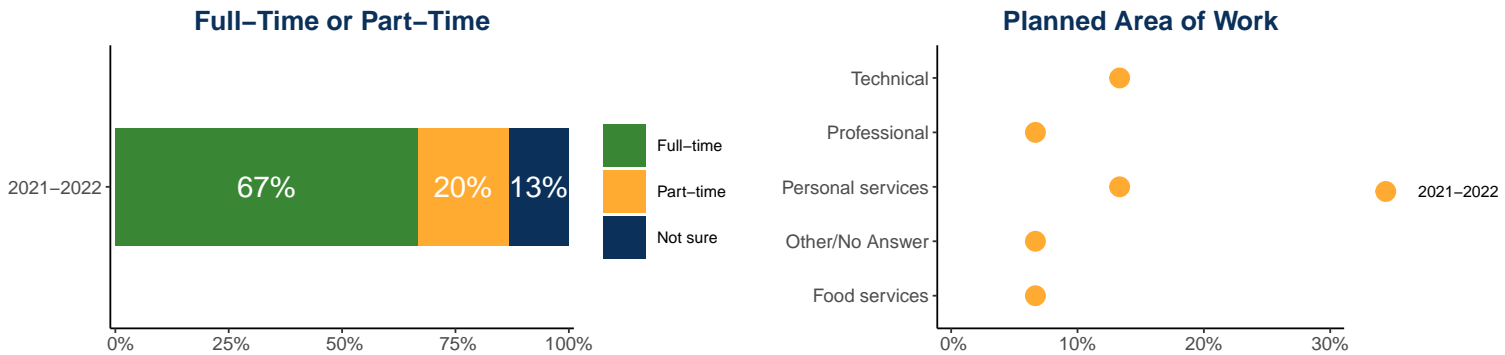 Full−Time or Part−Time
2021−2022
67%
20%
13%
Full−time
Part−time
Not sure
0%
25%
50%
75%
100%
Planned Area of Work
Technical
Professional
Personal services
Other/No Answer
Food services
2021−2022
0%
10%
20%
30%